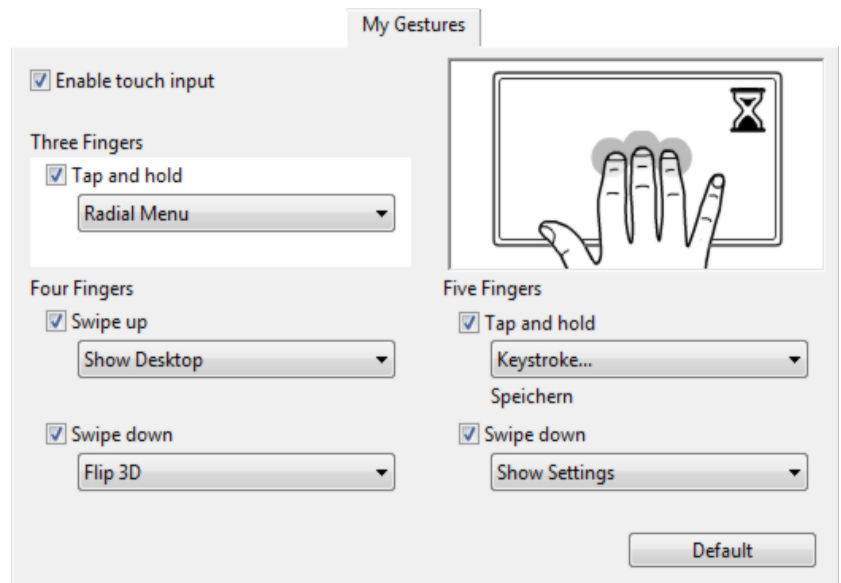 My Gestures
Enable touch input
Three Fingers
Tap and hold
Radial Menu
Four Fingers
Swipe up
Show Desktop
Swipe down
Flip 3D
Five Fingers
Tap and hold
Keystroke...
Speichern
Swipe down
Show Settings
Default